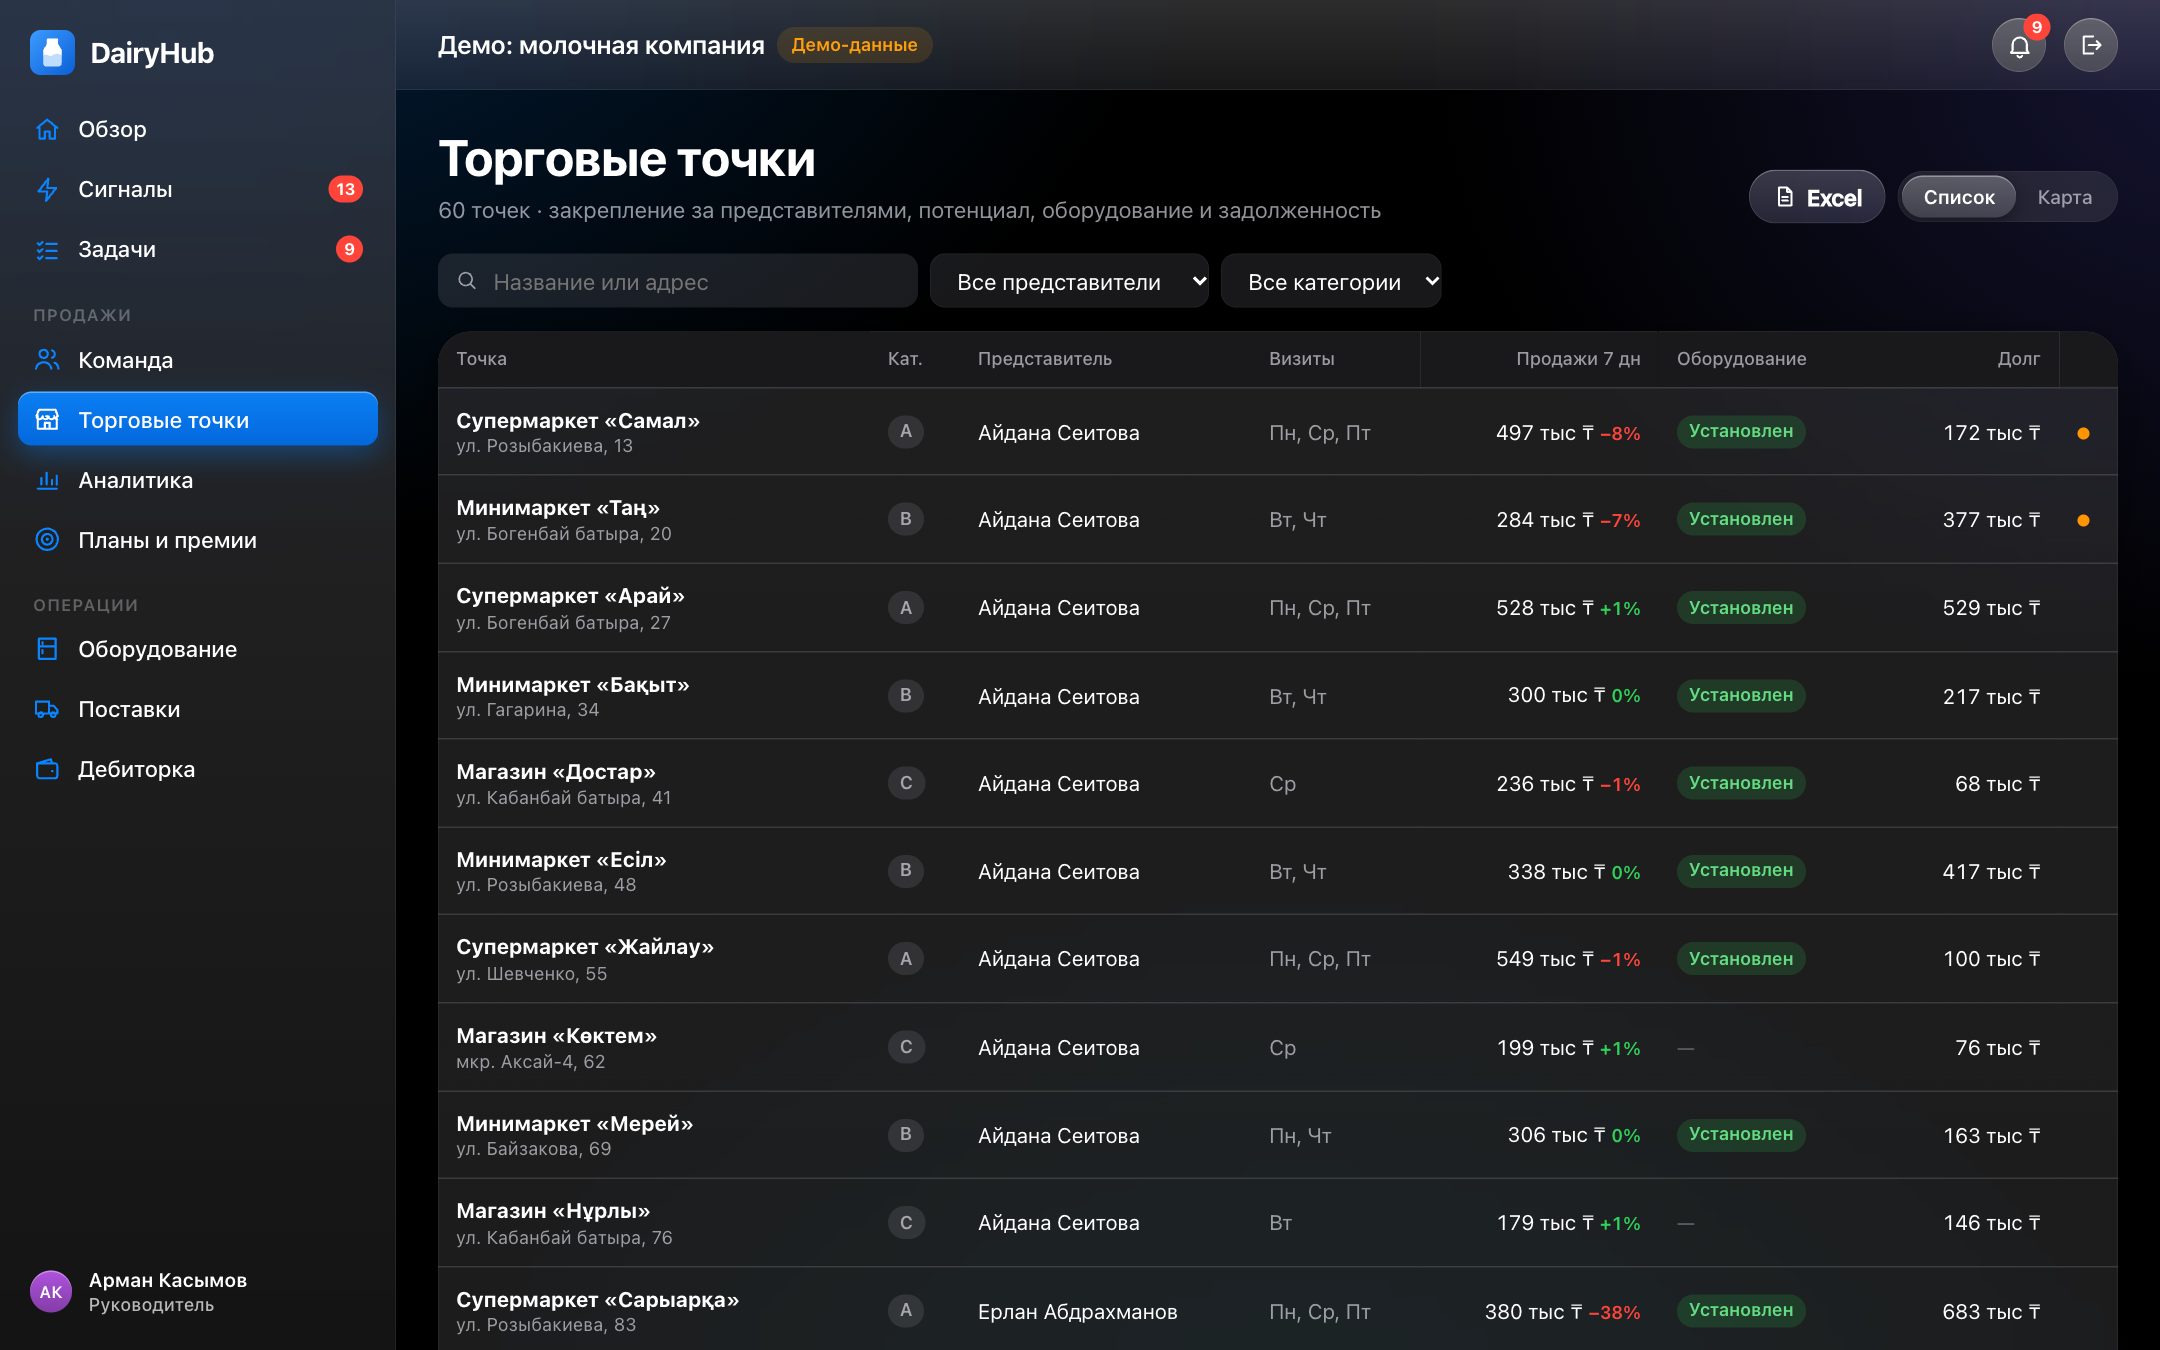 DairyHub
Обзор
Сигналы 13
Задачи 9
ПРОДАЖИ
Команда
Торговые точки
Аналитика
Планы и премии
ОПЕРАЦИИ
Оборудование
Поставки
Дебиторка
АК
Арман Касымов
Руководитель
Демо: молочная компания Демо-данные
9
Торговые точки
60 точек · закрепление за представителями, потенциал, оборудование и задолженность
Excel Список Карта
Название или адрес Все представители Все категории
Точка Кат. Представитель Визиты Продажи 7 дн Оборудование Долг
Супермаркет «Самал» A Айдана Сеитова Пн, Ср, Пт 497 тыс ₸ −8% Установлен 172 тыс ₸
ул. Розыбакиева, 13
Минимаркет «Таң» B Айдана Сеитова Вт, Чт 284 тыс ₸ −7% Установлен 377 тыс ₸
ул. Богенбай батыра, 20
Супермаркет «Арай» A Айдана Сеитова Пн, Ср, Пт 528 тыс ₸ +1% Установлен 529 тыс ₸
ул. Богенбай батыра, 27
Минимаркет «Бақыт» B Айдана Сеитова Вт, Чт 300 тыс ₸ 0% Установлен 217 тыс ₸
ул. Гагарина, 34
Магазин «Достар» C Айдана Сеитова Ср 236 тыс ₸ −1% Установлен 68 тыс ₸
ул. Кабанбай батыра, 41
Минимаркет «Есіл» B Айдана Сеитова Вт, Чт 338 тыс ₸ 0% Установлен 417 тыс ₸
ул. Розыбакиева, 48
Супермаркет «Жайлау» A Айдана Сеитова Пн, Ср, Пт 549 тыс ₸ −1% Установлен 100 тыс ₸
ул. Шевченко, 55
Магазин «Көктем» C Айдана Сеитова Ср 199 тыс ₸ +1% — 76 тыс ₸
мкр. Аксай-4, 62
Минимаркет «Мерей» B Айдана Сеитова Пн, Чт 306 тыс ₸ 0% Установлен 163 тыс ₸
ул. Байзакова, 69
Магазин «Нұрлы» C Айдана Сеитова Вт 179 тыс ₸ +1% — 146 тыс ₸
ул. Кабанбай батыра, 76
Супермаркет «Сарыарқа» A Ерлан Абдрахманов Пн, Ср, Пт 380 тыс ₸ −38% Установлен 683 тыс ₸
ул. Розыбакиева, 83